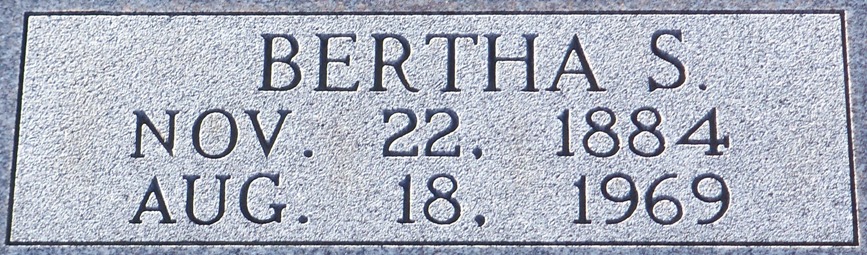 BERTHA S.
NOV. 22, 1884
AUG. 18, 1969